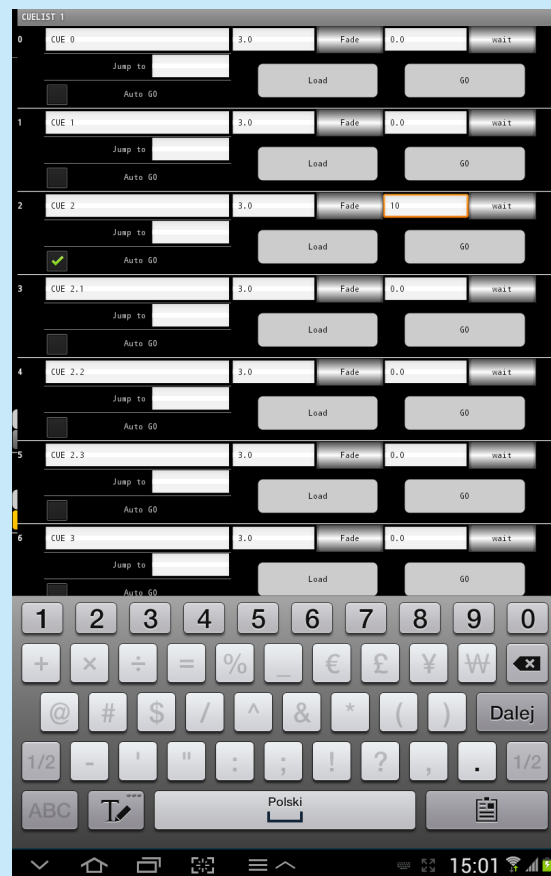 CUELIST 1
0 CUE 0 3.0 Fade 0.0 wait
Jump to
Load GO
Auto GO
1 CUE 1 3.0 Fade 0.0 wait
Jump to
Load GO
Auto GO
2 CUE 2 3.0 Fade 10 wait
Jump to
Load GO
Auto GO
3 CUE 2.1 3.0 Fade 0.0 wait
Jump to
Load GO
Auto GO
4 CUE 2.2 3.0 Fade 0.0 wait
Jump to
Load GO
Auto GO
5 CUE 2.3 3.0 Fade 0.0 wait
Jump to
Load GO
Auto GO
6 CUE 3 3.0 Fade 0.0 wait
Jump to
Load GO
Auto GO
1 2 3 4 5 6 7 8 9 0
+ × ÷ = % _ € £ ¥ ₩
@ # $ / ^ & * ( ) Dalej
1/2 - ' " : ; ! ? , . 1/2
ABC T Polski
15:01